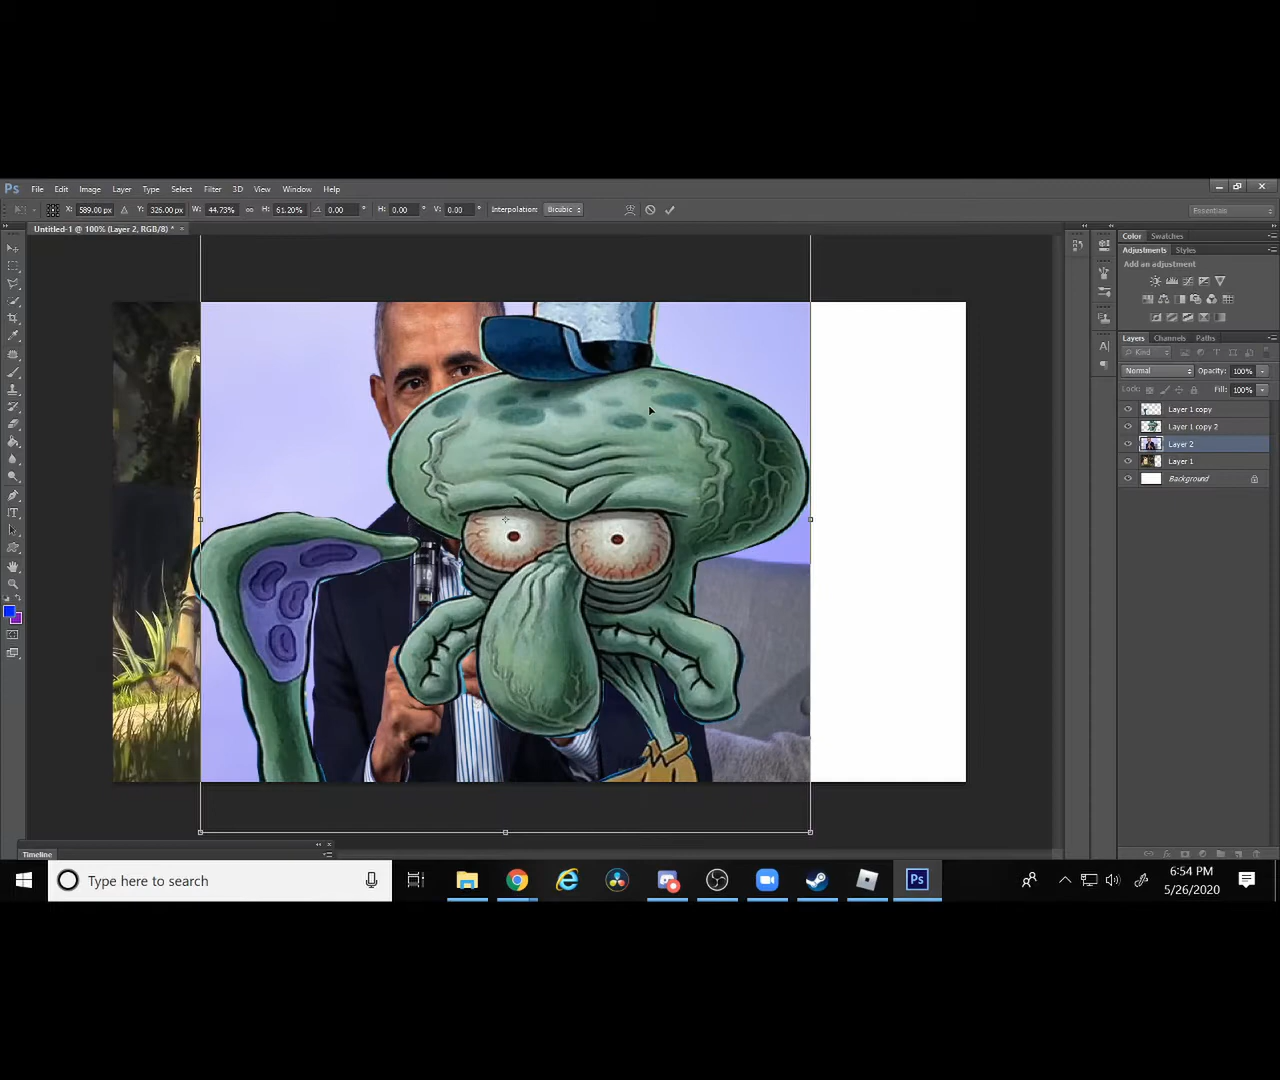 Ps File Edit Image Layer Type Select Filter 3D View Window Help
X: 589.00 px Y: 326.00 px W: 44.73% H: 61.20% 0.00 ° H: 0.00 ° V: 0.00 ° Interpolation: Bicubic Essentials
Untitled-1 @ 100% (Layer 2, RGB/8) * ×
Color Swatches
Adjustments Styles
Add an adjustment
Layers Channels Paths
Kind
Normal Opacity: 100%
Lock: Fill: 100%
Layer 1 copy
Layer 1 copy 2
Layer 2
Layer 1
Background
Timeline
Type here to search
Ps
6:54 PM
5/26/2020